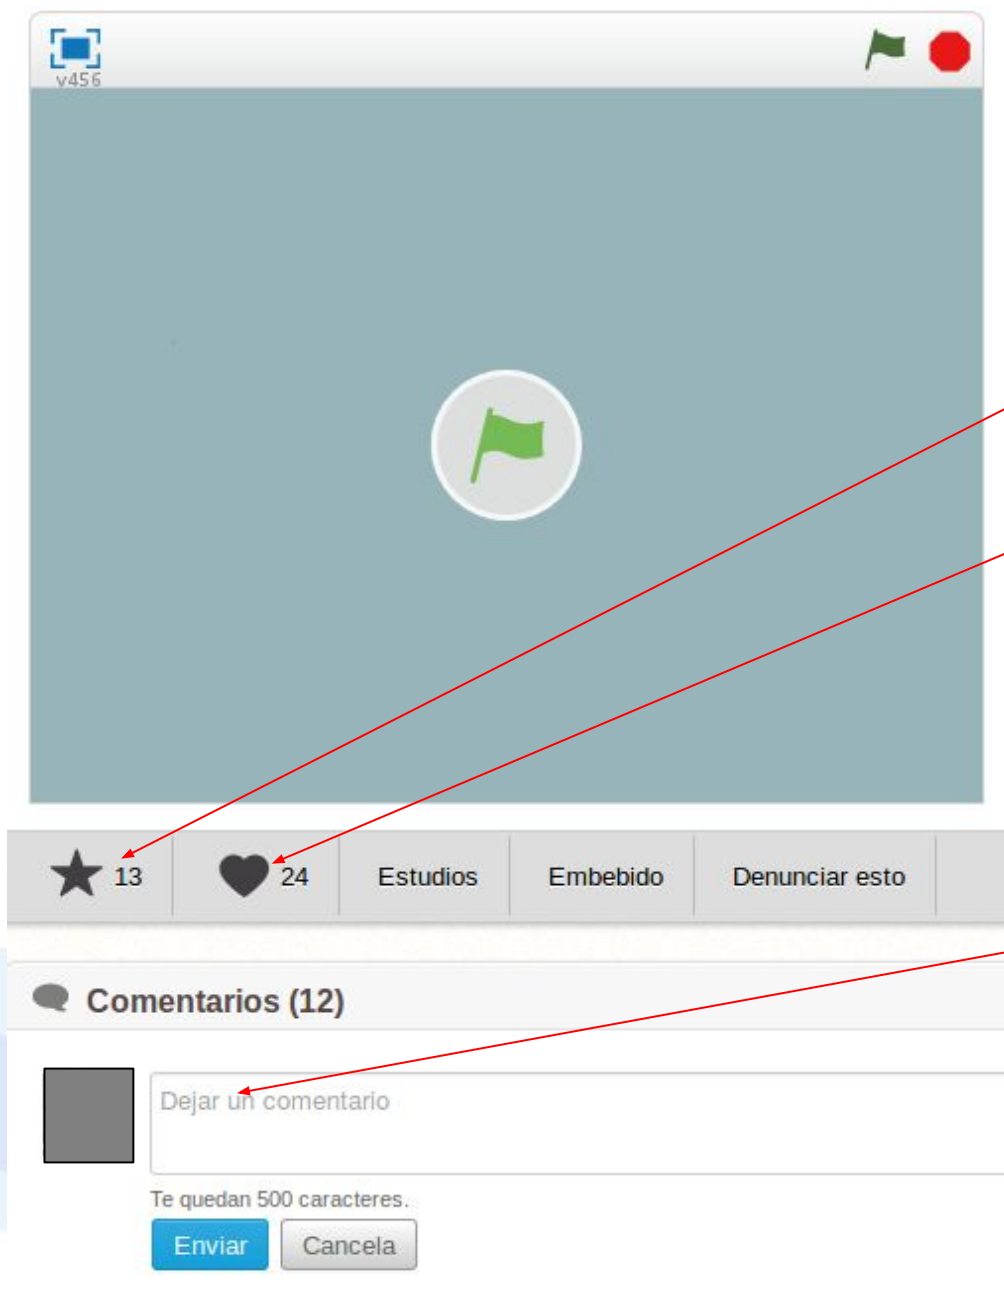 v456
13 24 Estudios Embebido Denunciar esto
Comentarios (12)
Dejar un comentario
Te quedan 500 caracteres.
Enviar Cancela